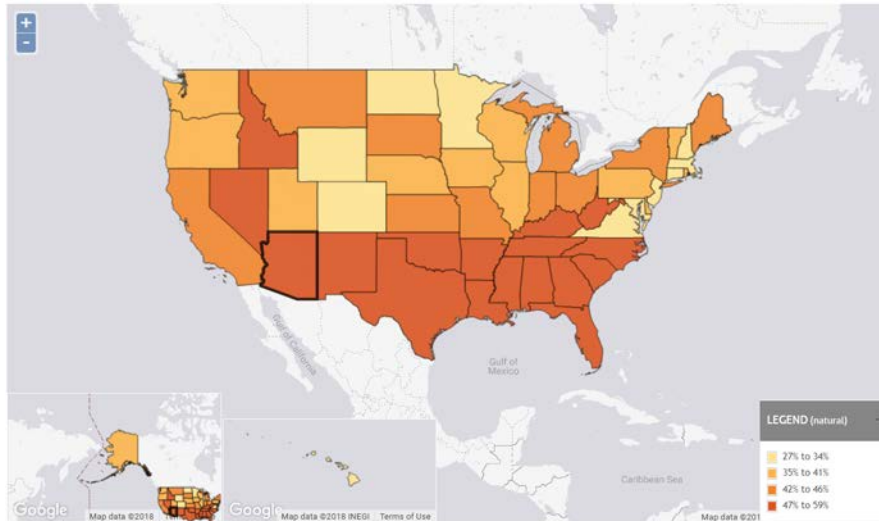 +
-
Gulf of California
Gulf of
Mexico
Caribbean Sea
LEGEND (natural)
27% to 34%
35% to 41%
42% to 46%
47% to 59%
Google
Map data ©2018
Google
Map data ©2018 INEGI
Terms of Use
Map data ©201